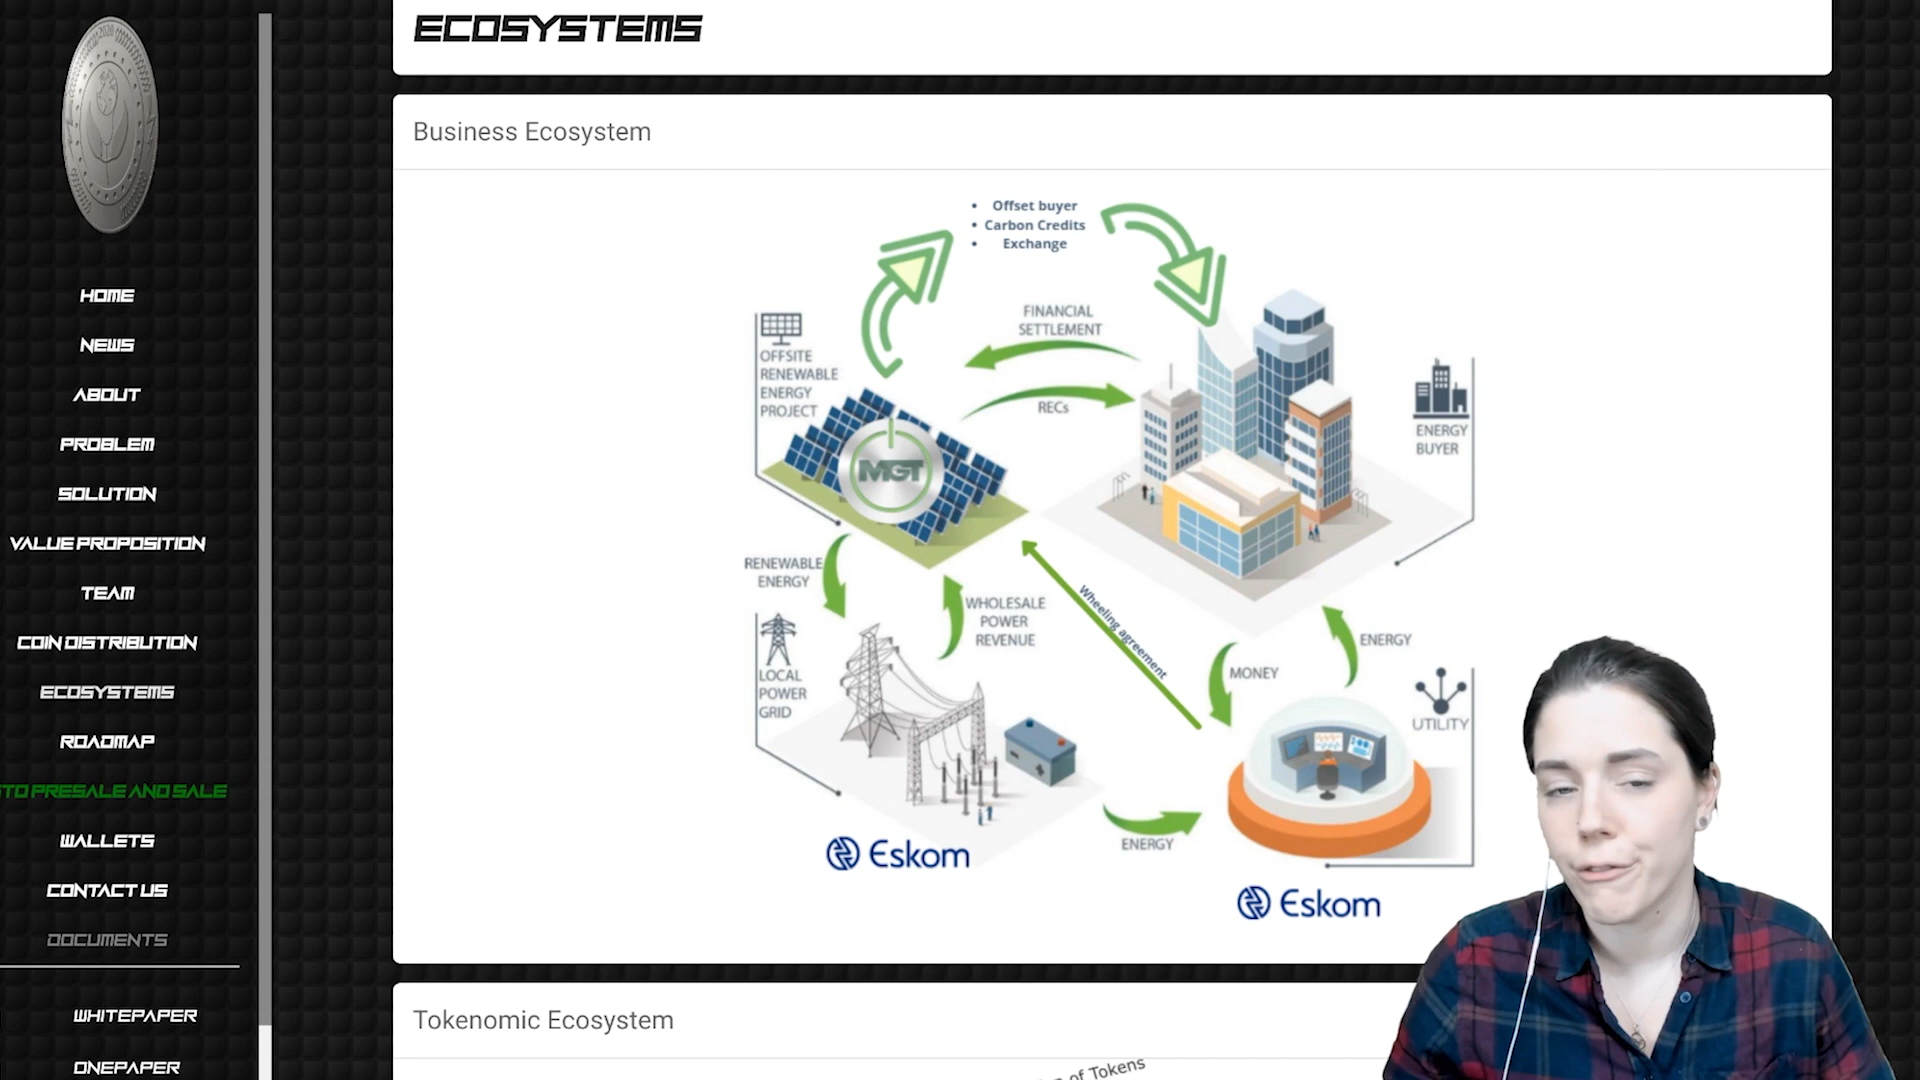 ECOSYSTEMS
HOME
NEWS
ABOUT
PROBLEM
SOLUTION
VALUE PROPOSITION
TEAM
COIN DISTRIBUTION
ECOSYSTEMS
ROADMAP
STO PRESALE AND SALE
WALLETS
CONTACT US
DOCUMENTS
WHITEPAPER
ONEPAPER
Business Ecosystem
• Offset buyer
• Carbon Credits
• Exchange
FINANCIAL
SETTLEMENT
RECs
OFFSITE
RENEWABLE
ENERGY
PROJECT
MGT
ENERGY
BUYER
RENEWABLE
ENERGY
WHOLESALE
POWER
REVENUE
Wheeling agreement
MONEY
ENERGY
LOCAL
POWER
GRID
UTILITY
ENERGY
Eskom
Eskom
Tokenomic Ecosystem
of Tokens